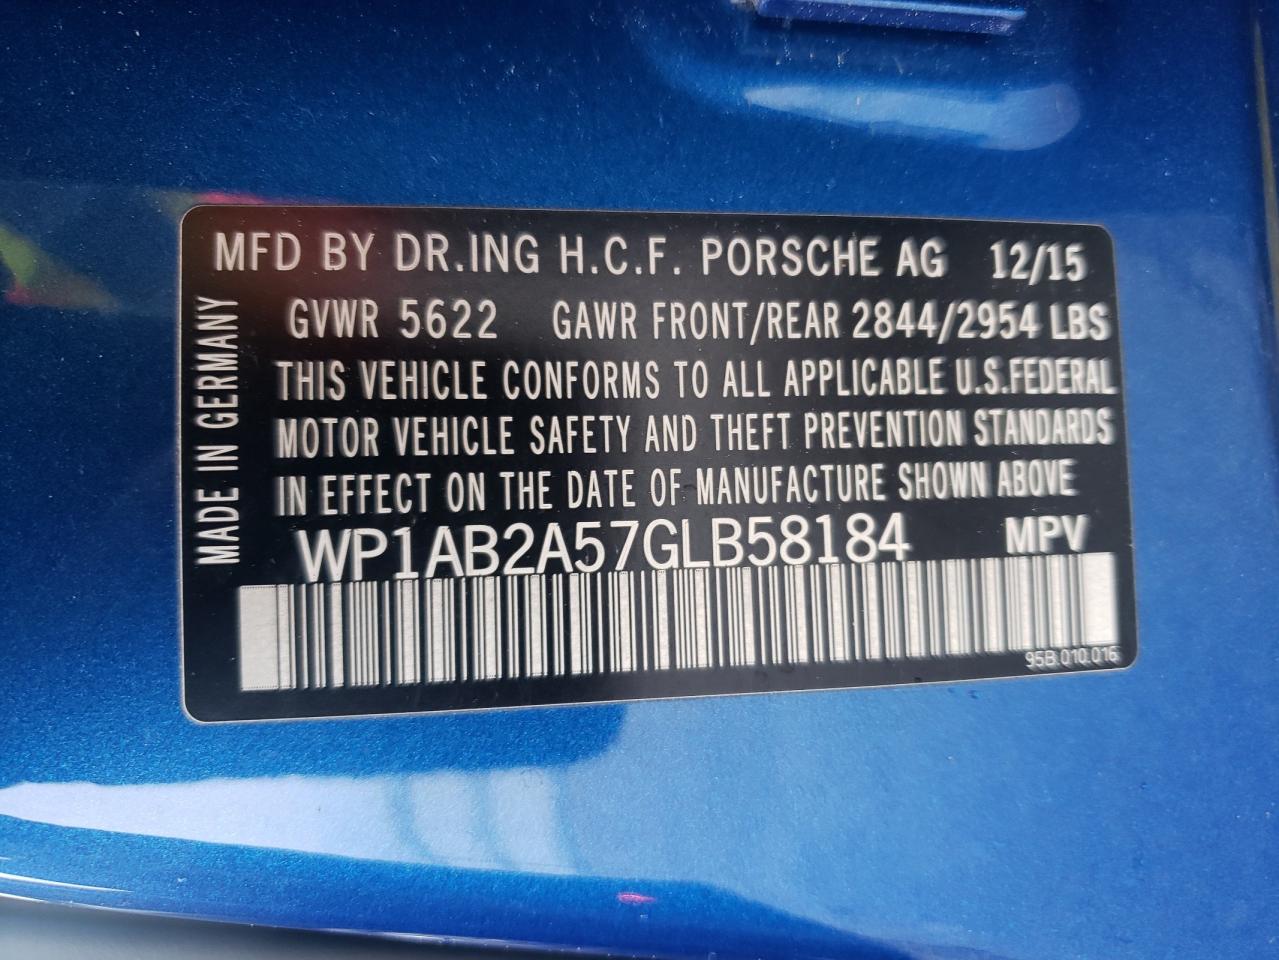 MFD BY DR.ING H.C.F. PORSCHE AG 12/15
GVWR 5622 GAWR FRONT/REAR 2844/2954 LBS
THIS VEHICLE CONFORMS TO ALL APPLICABLE U.S.FEDERAL
MOTOR VEHICLE SAFETY AND THEFT PREVENTION STANDARDS
IN EFFECT ON THE DATE OF MANUFACTURE SHOWN ABOVE
WP1AB2A57GLB58184 MPV
95B.010.016
MADE IN GERMANY